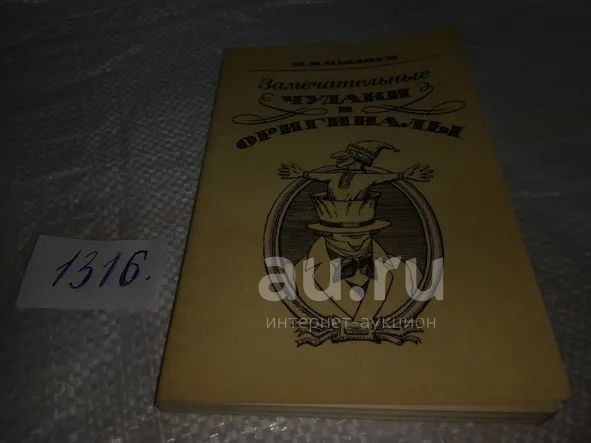 М.И. ПЫЛЯЕВ
Замечательные
ЧУДАКИ
И
ОРИГИНАЛЫ
1316.
au.ru
интернет-аукцион